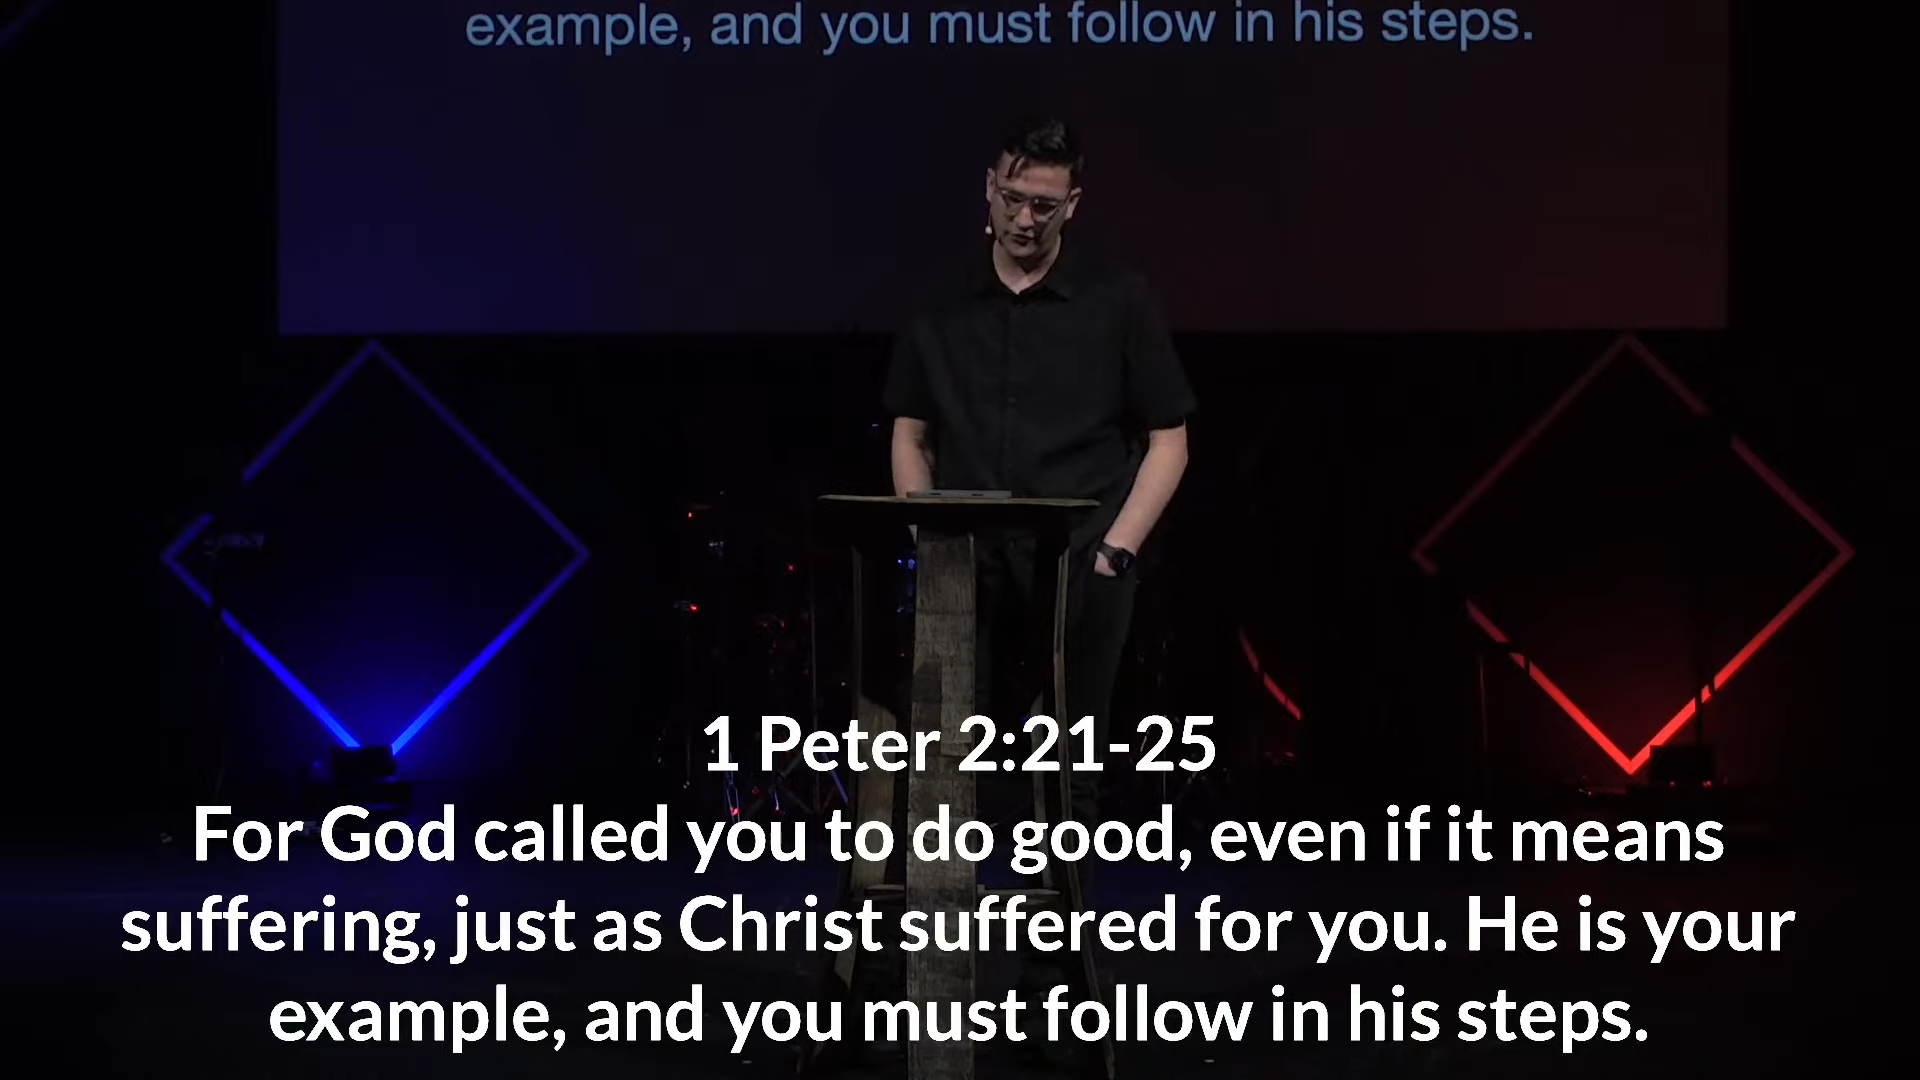 example, and you must follow in his steps.
1 Peter 2:21-25
For God called you to do good, even if it means
suffering, just as Christ suffered for you. He is your
example, and you must follow in his steps.